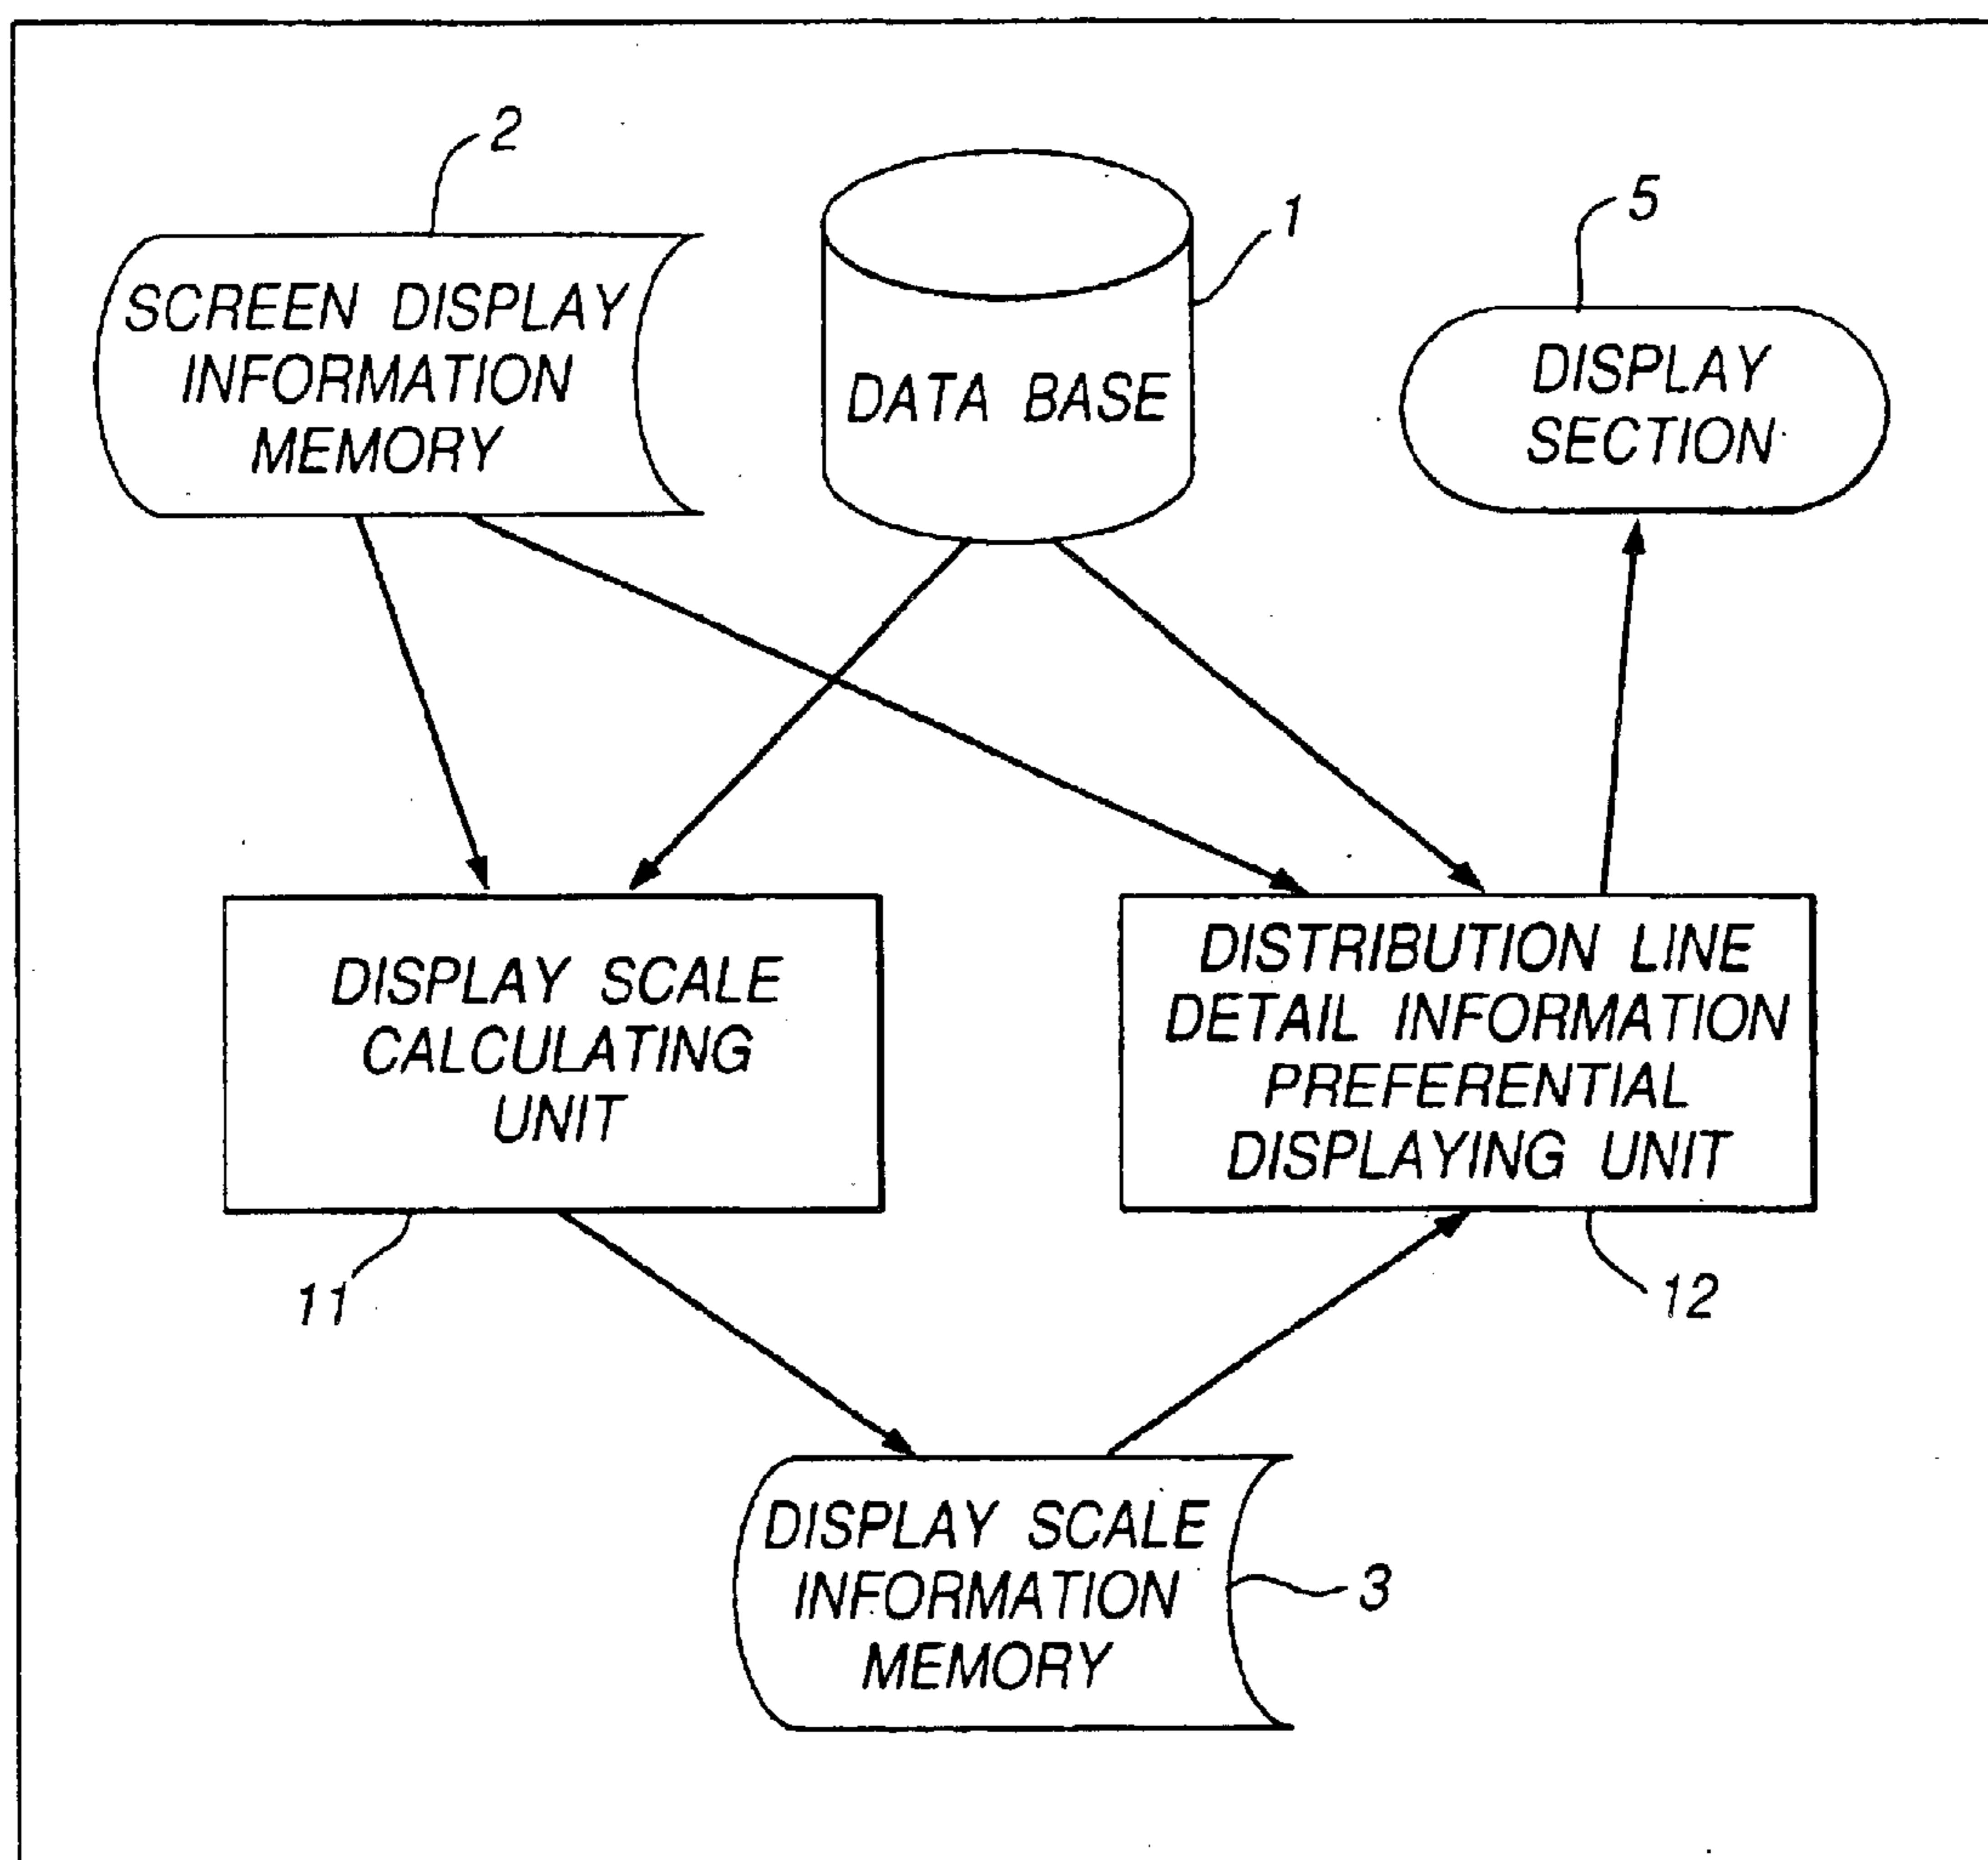 2
1
5
SCREEN DISPLAY
INFORMATION
MEMORY
DATA BASE
DISPLAY
SECTION
DISPLAY SCALE
CALCULATING
UNIT
DISTRIBUTION LINE
DETAIL INFORMATION
PREFERENTIAL
DISPLAYING UNIT
11
12
DISPLAY SCALE
INFORMATION
MEMORY
3